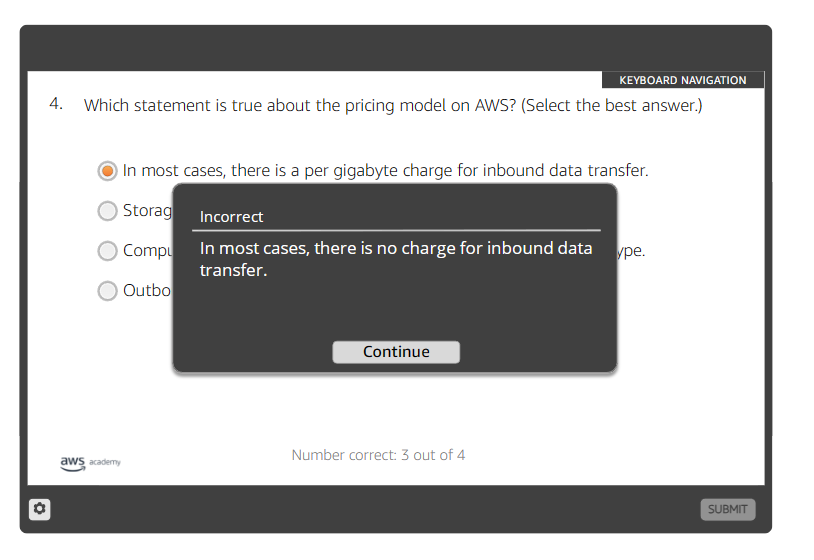 KEYBOARD NAVIGATION
4. Which statement is true about the pricing model on AWS? (Select the best answer.)
In most cases, there is a per gigabyte charge for inbound data transfer.
Storag
Compu ype.
Outbo
Incorrect
In most cases, there is no charge for inbound data
transfer.
Continue
Number correct: 3 out of 4
aws academy
SUBMIT